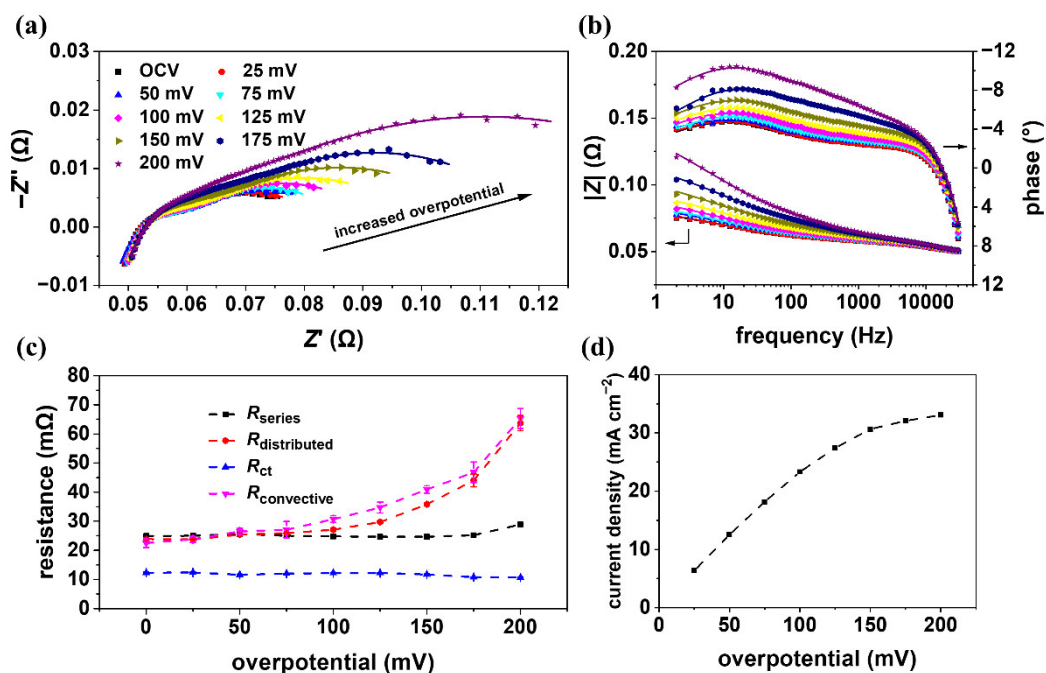 (a)
0.03
0.02
0.01
0.00
−0.01
−Z'' (Ω)
OCV
25 mV
50 mV
75 mV
100 mV
125 mV
150 mV
175 mV
200 mV
increased overpotential
0.05 0.06 0.07 0.08 0.09 0.10 0.11 0.12
Z' (Ω)
(b)
0.20
0.15
0.10
0.05
|Z| (Ω)
−12
−8
−4
0
4
8
12
phase (°)
1 10 100 1000 10000
frequency (Hz)
(c)
80
70
60
50
40
30
20
10
0
resistance (mΩ)
Rseries
Rdistributed
Rct
Rconvective
0 50 100 150 200
overpotential (mV)
(d)
40
30
20
10
0
current density (mA cm−2)
0 50 100 150 200
overpotential (mV)